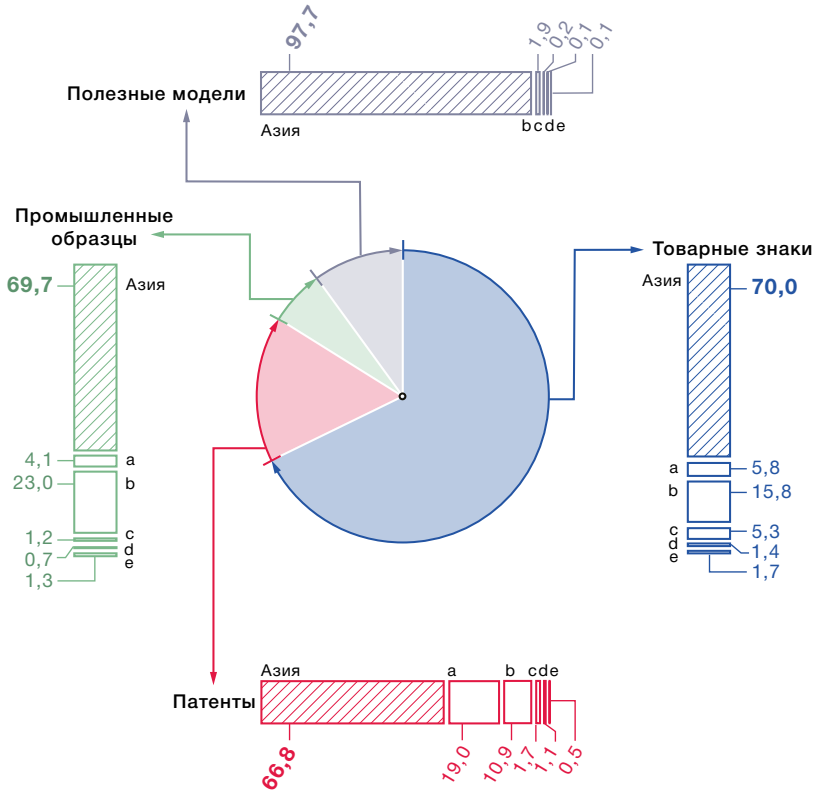 97,7
1,9
0,2
0,1
0,1
Полезные модели
Азия
b c d e
Промышленные
образцы
69,7
Азия
4,1
a
23,0
b
1,2
c
0,7
d
1,3
e
Товарные знаки
Азия
70,0
a
5,8
b
15,8
c
5,3
d
1,4
e
1,7
Азия
a
b
c d e
Патенты
66,8
19,0
10,9
1,7
1,1
0,5